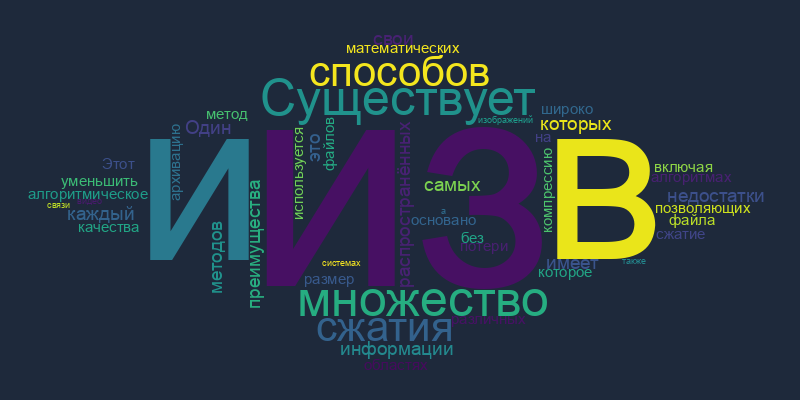 свои
математических
способов
Существует
изображений
широко
метод
Один
файлов
это
используется
архивацию
на
которых
И
ИЗ
В
распространённых
компрессию
Этот
уменьшить
алгоритмическое
связи
каждый
качества
самых
основано
а
без
потери
включая
алгоритмах
недостатки
позволяющих
файла
сжатие
также
имеет
которое
методов
преимущества
системах
размер
множество
сжатия
информации